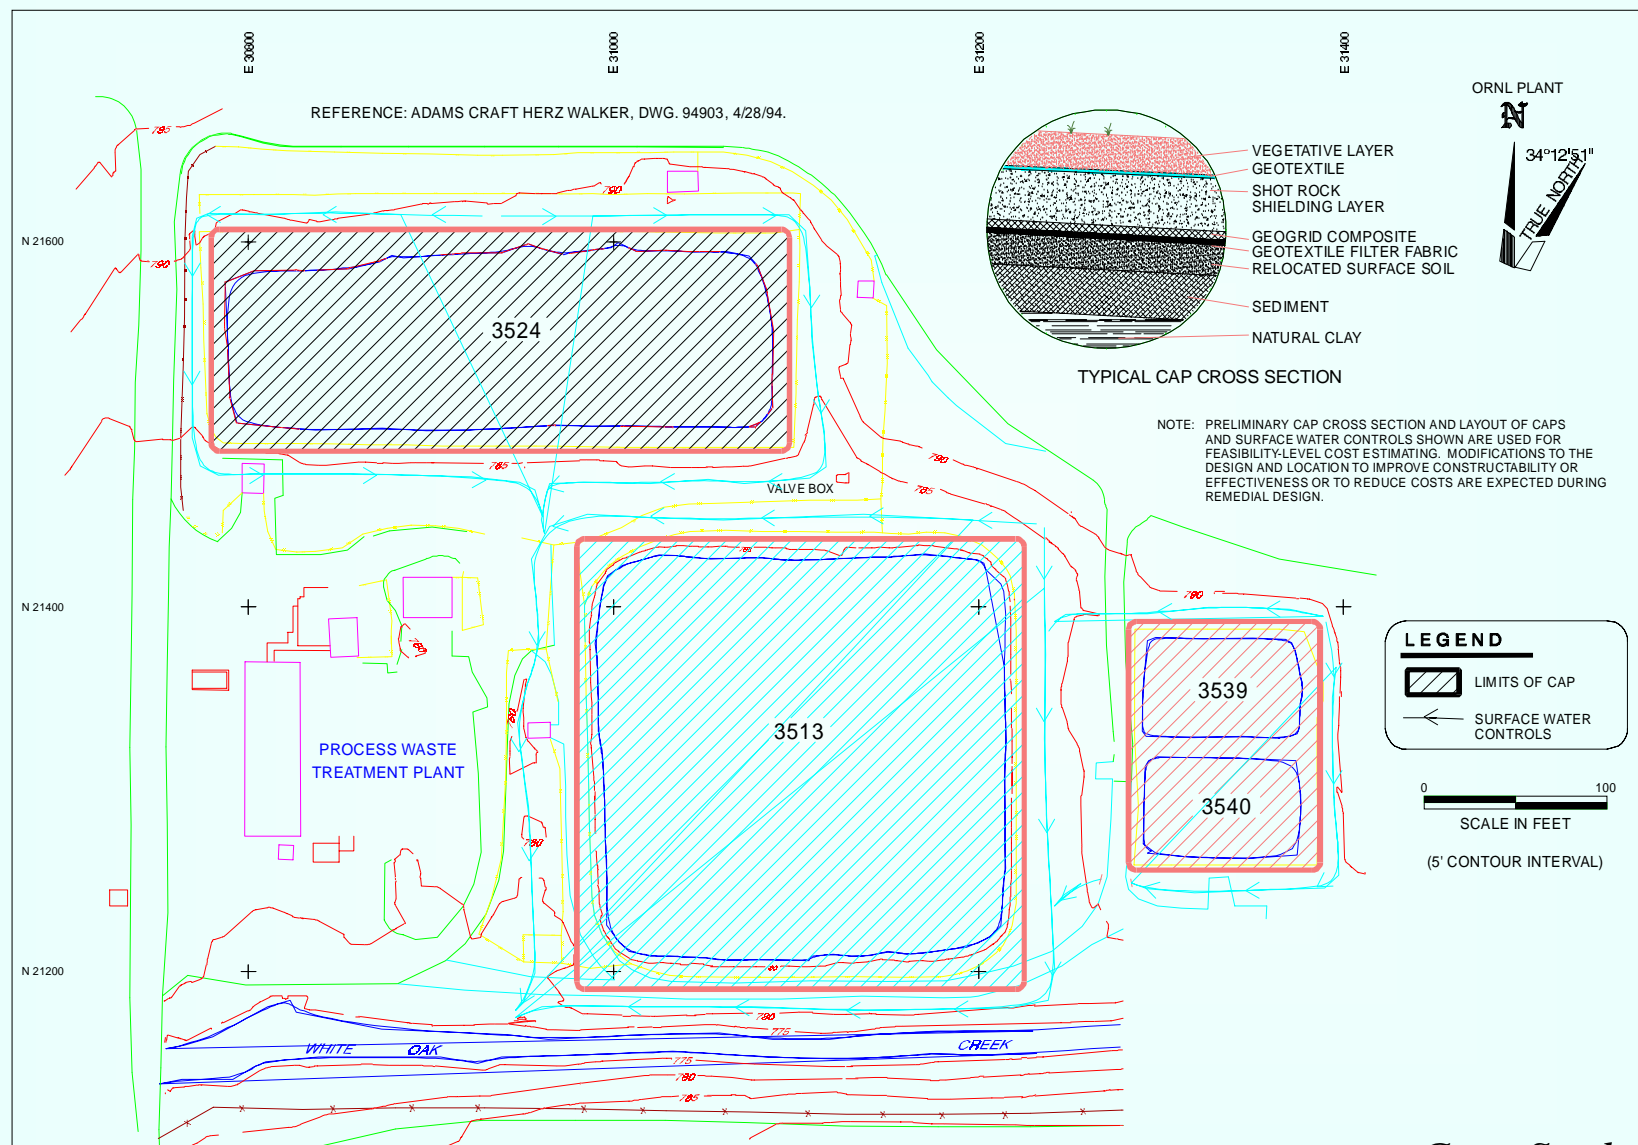 E 30800
E 31000
E 31200
E 31400
REFERENCE: ADAMS CRAFT HERZ WALKER, DWG. 94903, 4/28/94.
ORNL PLANT
N
34°12'51"
TRUE NORTH
VEGETATIVE LAYER
GEOTEXTILE
SHOT ROCK
SHIELDING LAYER
GEOGRID COMPOSITE
GEOTEXTILE FILTER FABRIC
RELOCATED SURFACE SOIL
SEDIMENT
NATURAL CLAY
TYPICAL CAP CROSS SECTION
NOTE: PRELIMINARY CAP CROSS SECTION AND LAYOUT OF CAPS
AND SURFACE WATER CONTROLS SHOWN ARE USED FOR
FEASIBILITY-LEVEL COST ESTIMATING. MODIFICATIONS TO THE
DESIGN AND LOCATION TO IMPROVE CONSTRUCTABILITY OR
EFFECTIVENESS OR TO REDUCE COSTS ARE EXPECTED DURING
REMEDIAL DESIGN.
795
790
N 21600
790
3524
785
VALVE BOX
790
785
N 21400
790
780
3539
3513
780
3540
PROCESS WASTE
TREATMENT PLANT
780
LEGEND
LIMITS OF CAP
SURFACE WATER
CONTROLS
0 100
SCALE IN FEET
(5' CONTOUR INTERVAL)
N 21200
780
775
WHITE OAK CREEK
775
780
785